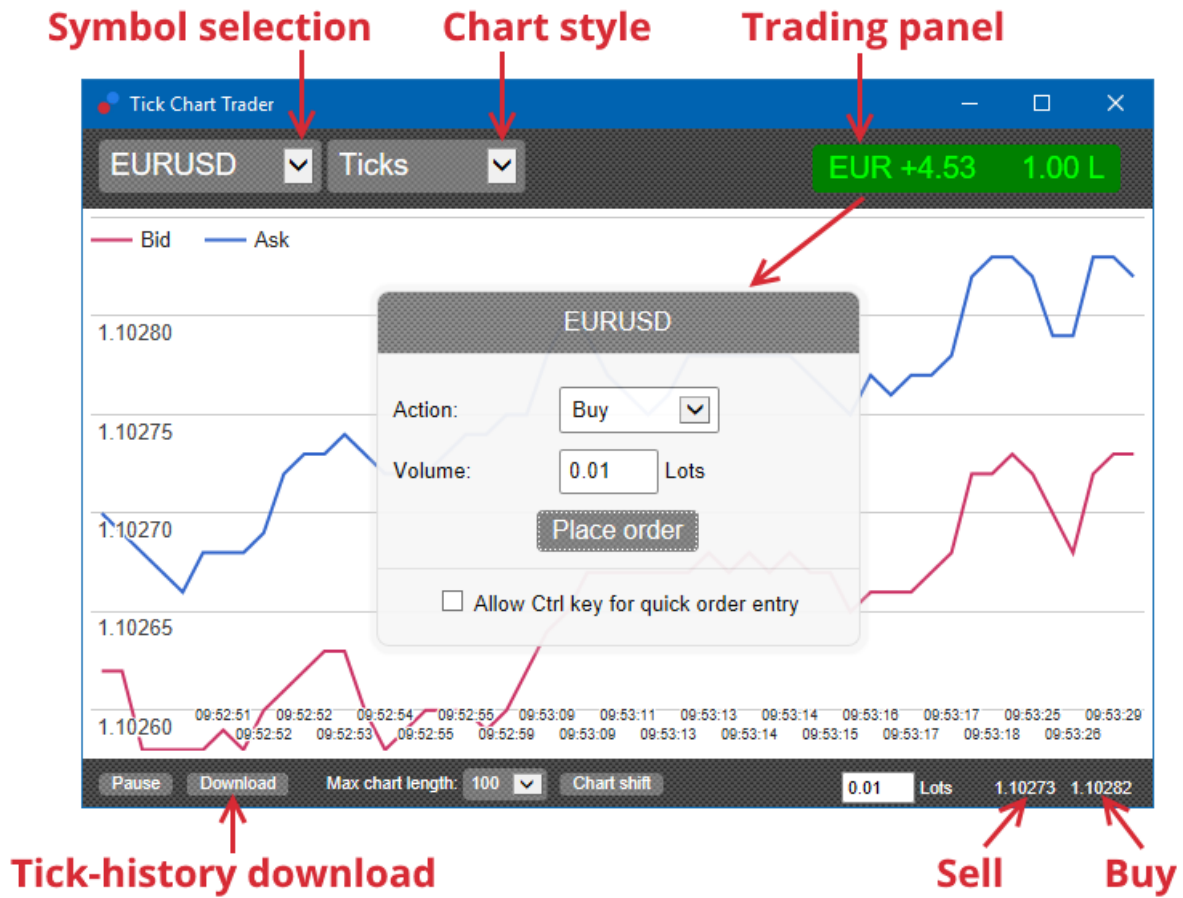 Symbol selection Chart style Trading panel
Tick Chart Trader
EURUSD Ticks EUR +4.53 1.00 L
Bid Ask
1.10280
1.10275
1.10270
1.10265
1.10260
EURUSD
Action: Buy
Volume: 0.01 Lots
Place order
Allow Ctrl key for quick order entry
09:52:51 09:52:52 09:52:54 09:52:55 09:53:09 09:53:11 09:53:13 09:53:14 09:53:16 09:53:17 09:53:25 09:53:29
09:52:52 09:52:53 09:52:55 09:52:59 09:53:09 09:53:13 09:53:14 09:53:15 09:53:17 09:53:18 09:53:26
Pause Download Max chart length: 100 Chart shift 0.01 Lots 1.10273 1.10282
Tick-history download Sell Buy